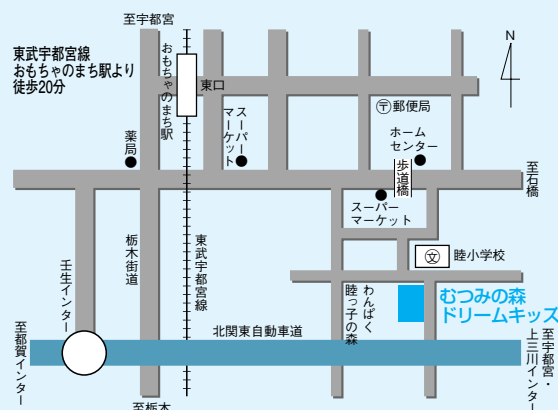 至宇都宮
東武宇都宮線
おもちゃのまち駅より
徒歩20分
おもちゃのまち駅
東口
N
〒郵便局
ホーム
センター
スーパー
マーケット
薬局
歩道橋
至石橋
スーパー
マーケット
栃木街道
東武宇都宮線
文
睦小学校
壬生インター
わんぱく
睦っ子の森
むつみの森
ドリームキッズ
北関東自動車道
至都賀インター
至宇都宮・
上三川インター
至栃木